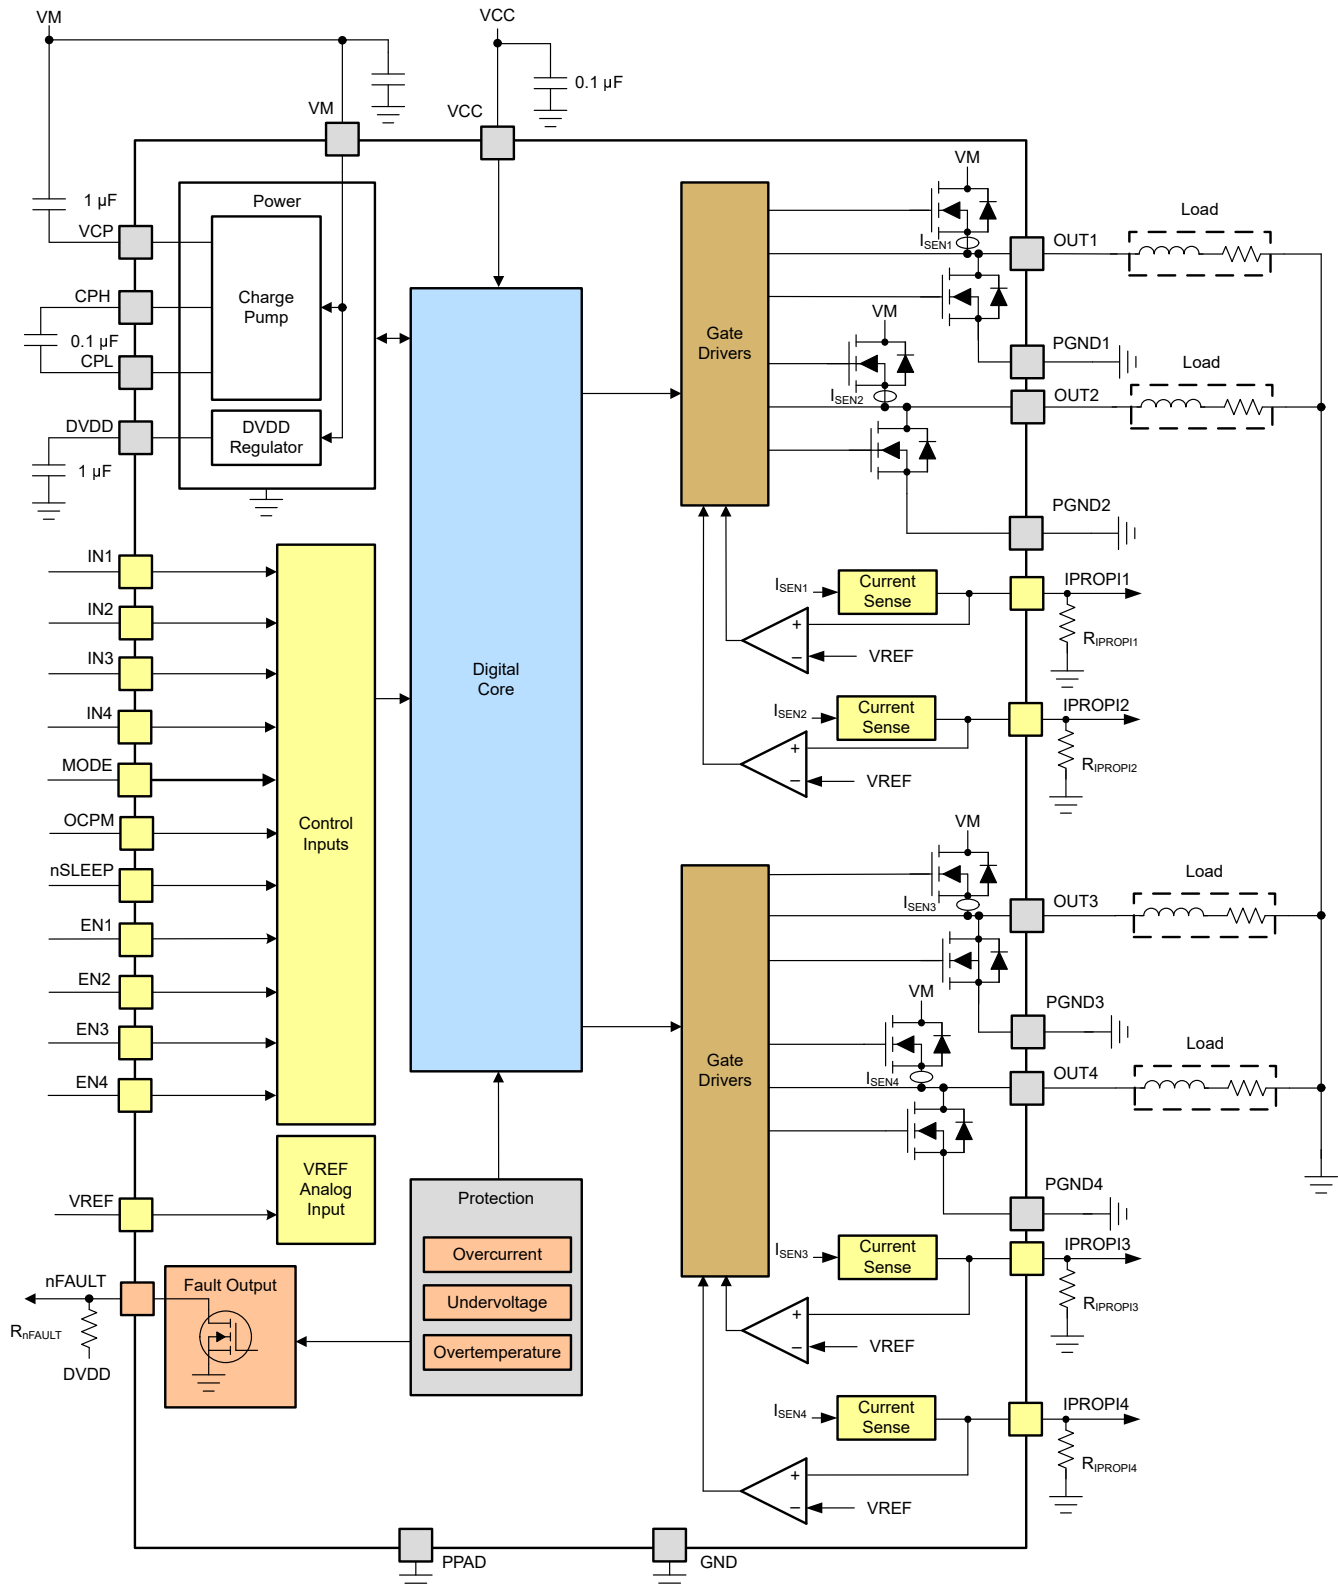 VM
VCC
0.1 µF
VM
VCC
1 µF
VCP
Power
Charge
Pump
CPH
0.1 µF
CPL
DVDD
DVDD
Regulator
1 µF
IN1
IN2
IN3
IN4
MODE
OCPM
nSLEEP
EN1
EN2
EN3
EN4
Control
Inputs
VREF
VREF
Analog
Input
nFAULT
RnFAULT
DVDD
Fault Output
Digital
Core
Protection
Overcurrent
Undervoltage
Overtemperature
Gate
Drivers
VM
ISEN1
OUT1
Load
VM
ISEN2
PGND1
Load
OUT2
PGND2
ISEN1
Current
Sense
IPROPI1
RIPROPI1
+
−
VREF
ISEN2
Current
Sense
IPROPI2
RIPROPI2
+
−
VREF
Gate
Drivers
VM
ISEN3
OUT3
Load
VM
ISEN4
PGND3
Load
OUT4
PGND4
ISEN3
Current
Sense
IPROPI3
RIPROPI3
+
−
VREF
ISEN4
Current
Sense
IPROPI4
RIPROPI4
+
−
VREF
PPAD
GND